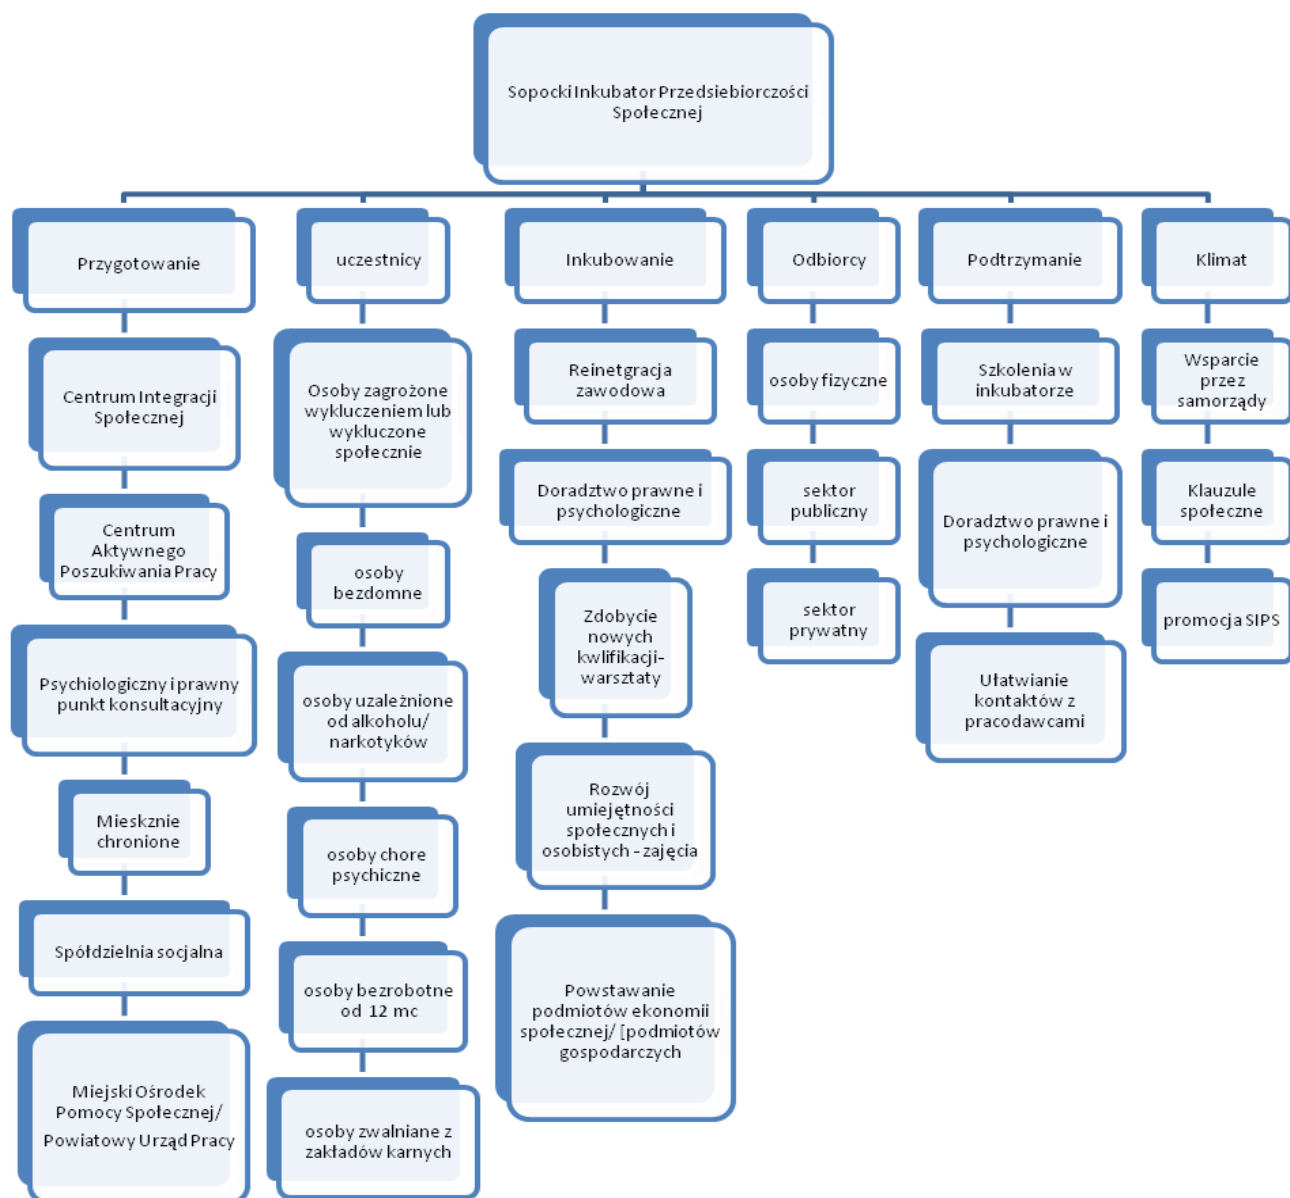 Sopocki Inkubator Przedsiebiorczości
Społecznej
Przygotowanie
Centrum Integracji
Społecznej
Centrum
Aktywnego
Poszukiwania Pracy
Psychiologiczny i prawny
punkt konsultacyjny
Miesknie
chronione
Spółdzielnia socjalna
Miejski Ośrodek
Pomocy Społecznej/
Powiatowy Urząd Pracy
uczestnicy
Osoby zagrożone
wykluczeniem lub
wykluczone
społecznie
osoby
bezdomne
osoby uzależnione
od alkoholu/
narkotyków
osoby chore
psychiczne
osoby bezrobotne
od 12 mc
osoby zwalniane z
zakładów karnych
Inkubowanie
Reinetgracja
zawodowa
Doradztwo prawne i
psychologiczne
Zdobycie
nowych
kwlifikacji-
warsztaty
Rozwój
umiejętności
społecznych i
osobistych - zajęcia
Powstawanie
podmiotów ekonomii
społecznej/ [podmiotów
gospodarczych
Odbiorcy
osoby fizyczne
sektor
publiczny
sektor
prywatny
Podtrzymanie
Szkolenia w
inkubatorze
Doradztwo prawne i
psychologiczne
Ułatwianie
kontaktów z
pracodawcami
Klimat
Wsparcie
przez
samorządy
Klauzule
społeczne
promocja SIPS